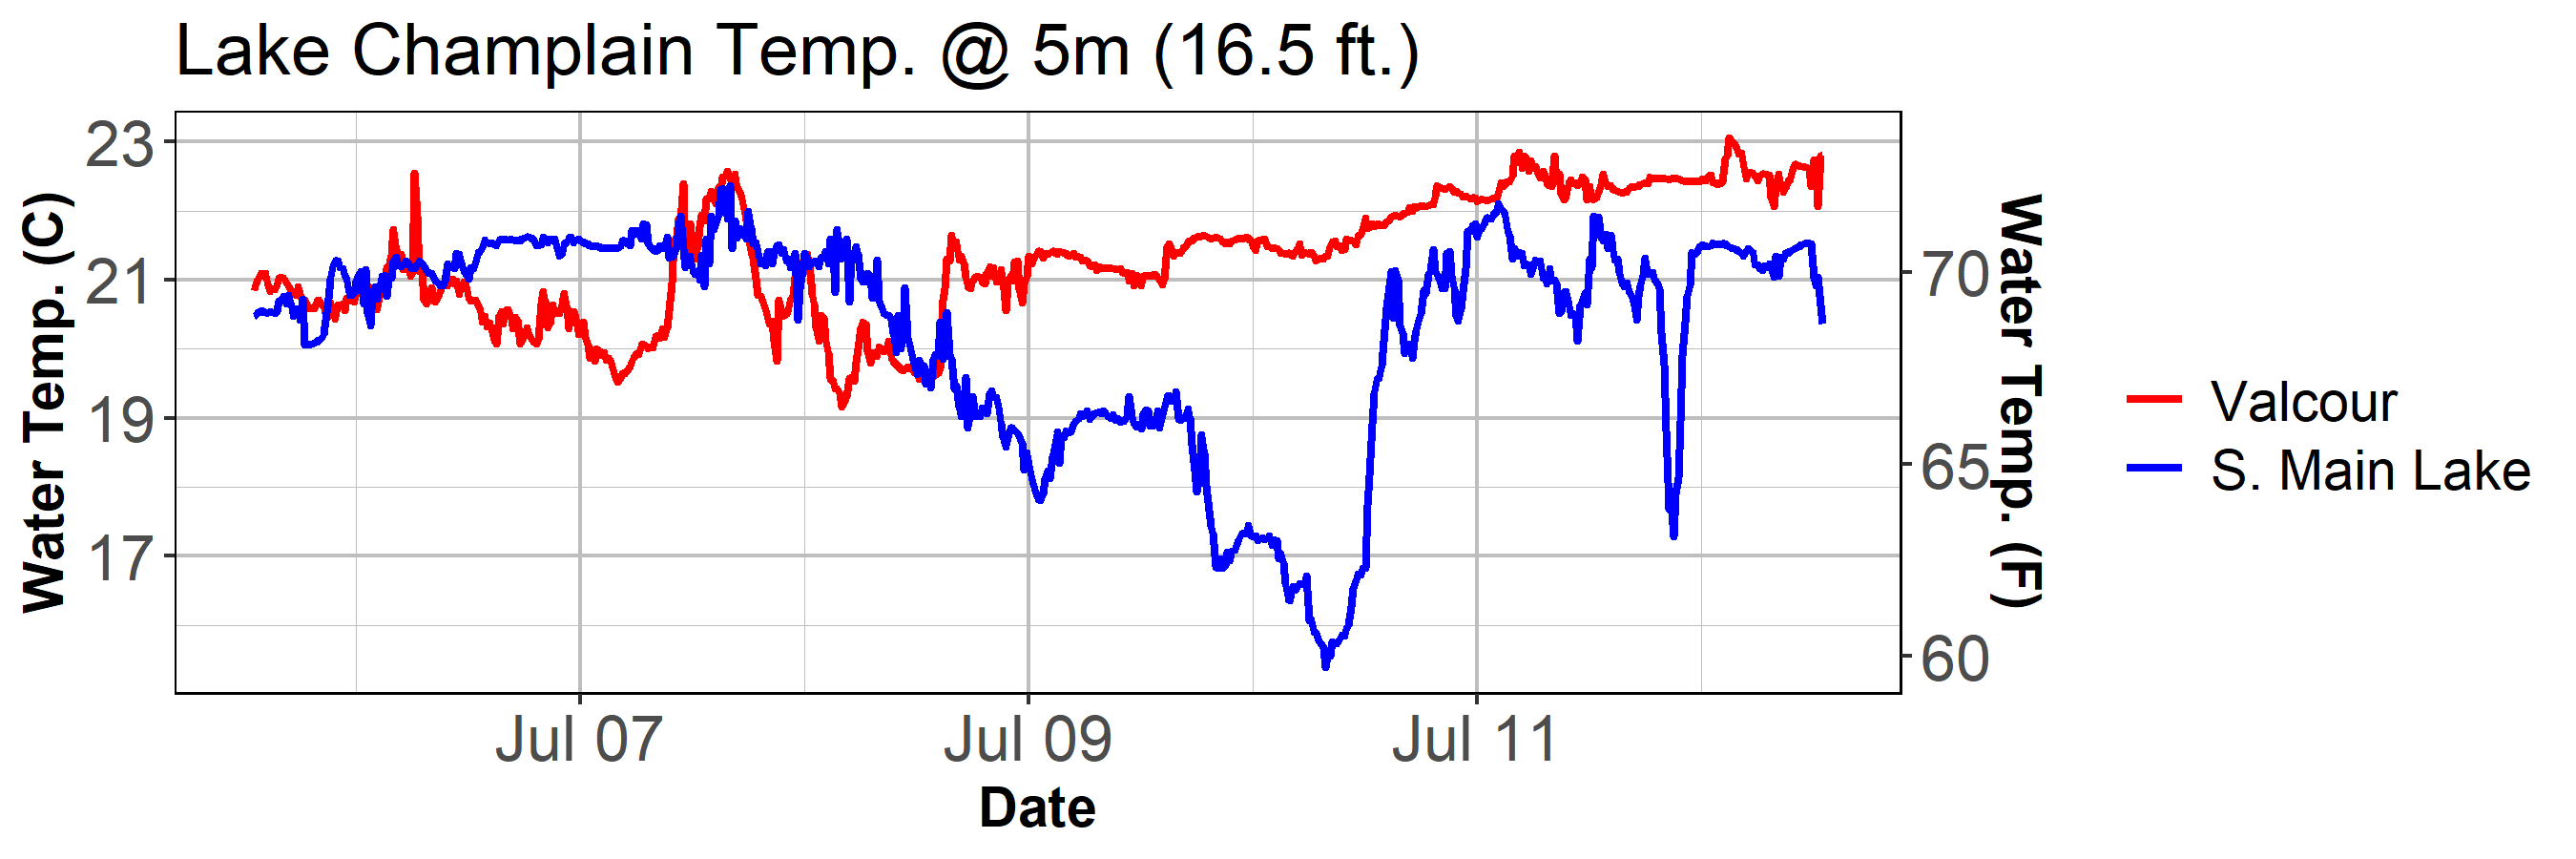 Lake Champlain Temp. @ 5m (16.5 ft.)
Water Temp. (C)
23
21
19
17
70
65
60
Water Temp. (F)
Jul 07
Jul 09
Jul 11
Date
Valcour
S. Main Lake